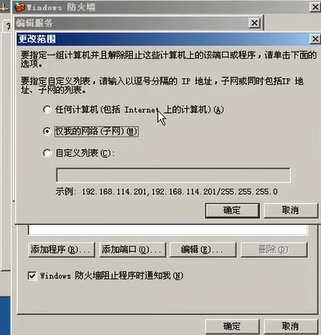 Windows 防火墙
编辑服务
更改范围
要指定一组计算机并且解除阻止这些计算机上的该端口或程序，请单击下面的
选项。
要指定自定义列表，请输入以逗号分隔的 IP 地址，子网或同时包括IP 地
址、子网的列表。
任何计算机(包括 Internet 上的计算机)(A)
仅我的网络(子网)(M)
自定义列表(C):
示例: 192.168.114.201,192.168.114.201/255.255.255.0
确定 取消
添加程序(R)... 添加端口(O)... 编辑(E)... 删除(D)
Windows 防火墙阻止程序时通知我(N)
确定 取消